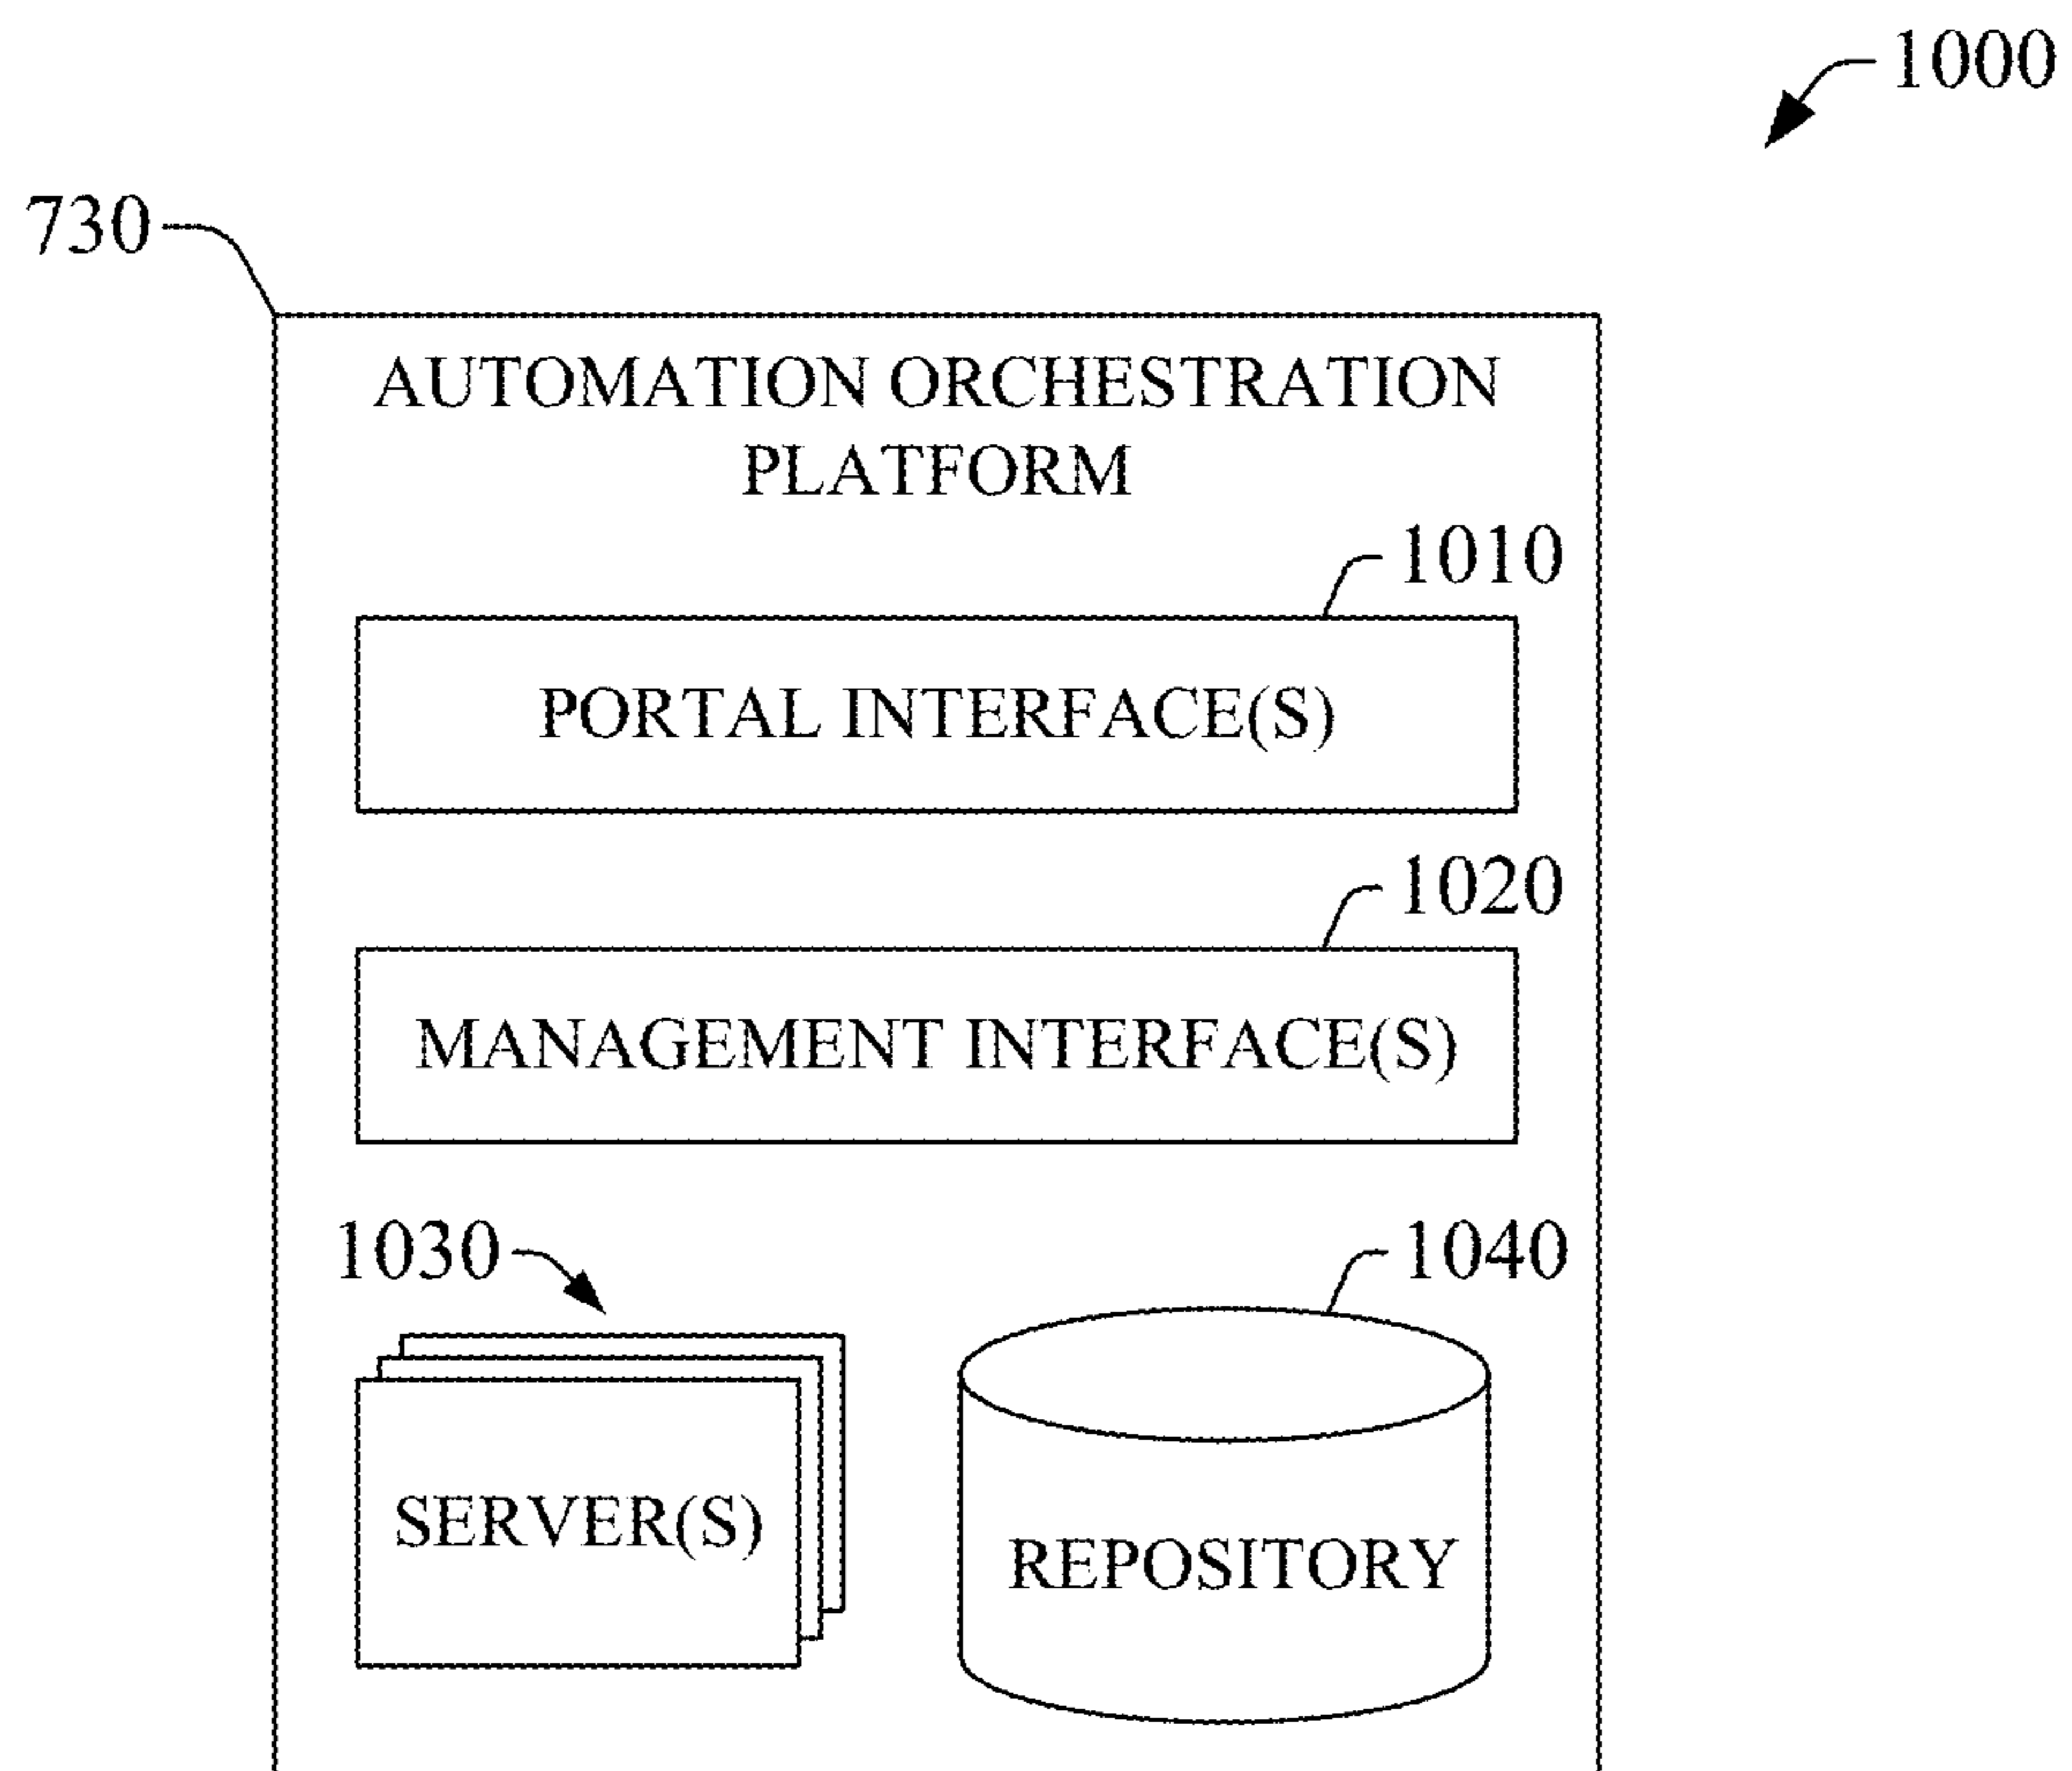 1000
730
AUTOMATION ORCHESTRATION
PLATFORM
1010
PORTAL INTERFACE(S)
1020
MANAGEMENT INTERFACE(S)
1030
1040
SERVER(S)
REPOSITORY